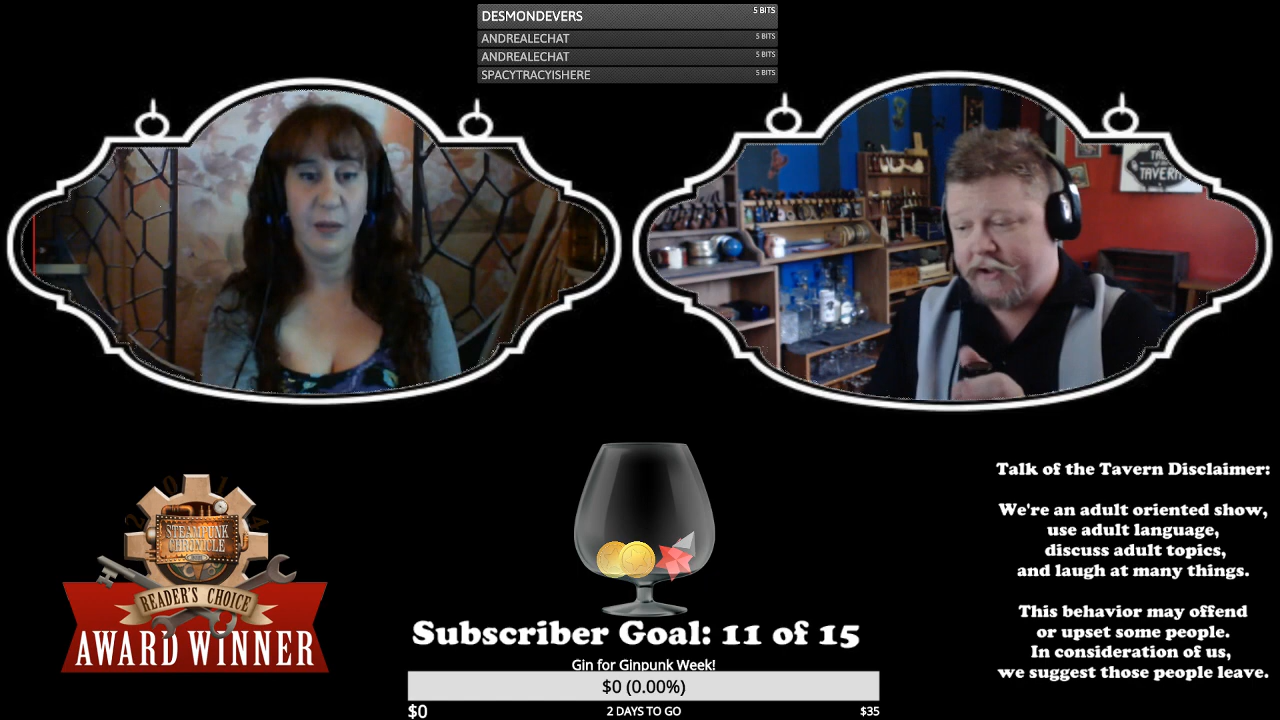 DESMONDEVERS 5 BITS
ANDREALECHAT 5 BITS
ANDREALECHAT 5 BITS
SPACYTRACYISHERE 5 BITS
TAVERN
STEAMPUNK
CHRONICLE
READER'S CHOICE
AWARD WINNER
Subscriber Goal: 11 of 15
Gin for Ginpunk Week!
$0 (0.00%)
$0 2 DAYS TO GO $35
Talk of the Tavern Disclaimer:
We're an adult oriented show,
use adult language,
discuss adult topics,
and laugh at many things.
This behavior may offend
or upset some people.
In consideration of us,
we suggest those people leave.